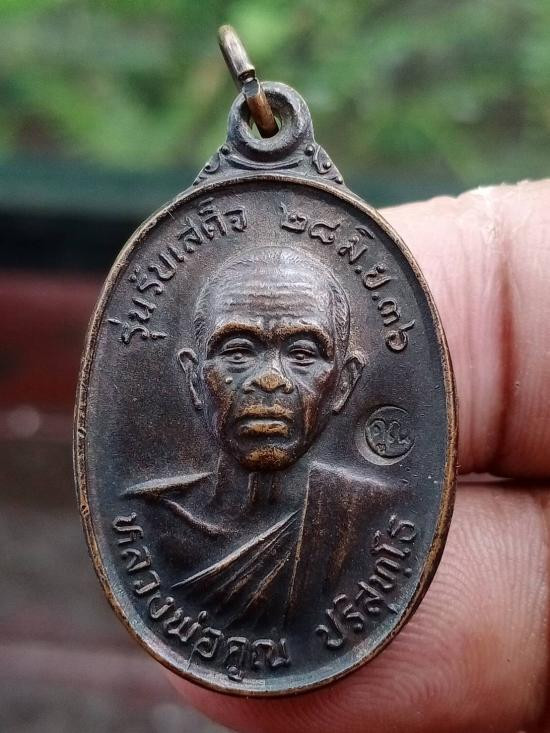 รุ่นรับเสด็จ ๒๘ มิ.ย.๓๖
คูณ
หลวงพ่อคูณ ปริสุทฺโธ